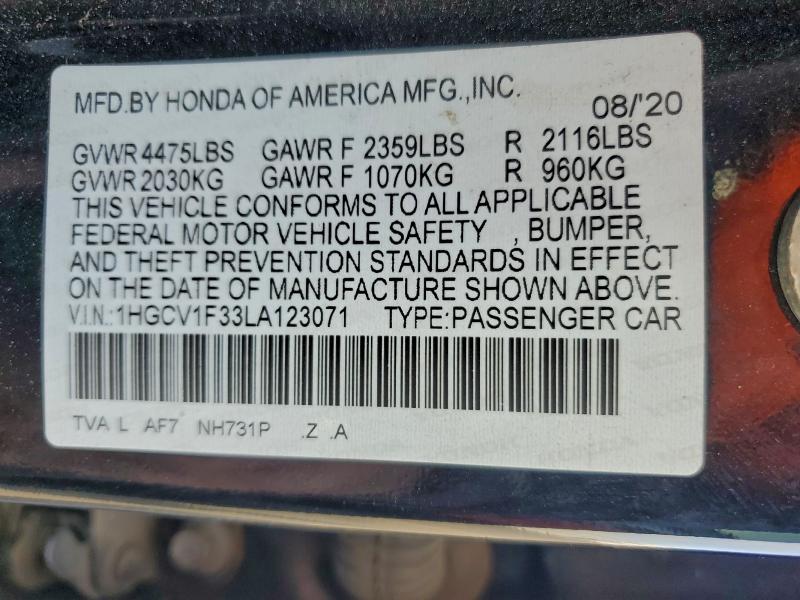 MFD.BY HONDA OF AMERICA MFG.,INC. 08/'20
GVWR 4475LBS GAWR F 2359LBS R 2116LBS
GVWR 2030KG GAWR F 1070KG R 960KG
THIS VEHICLE CONFORMS TO ALL APPLICABLE
FEDERAL MOTOR VEHICLE SAFETY , BUMPER,
AND THEFT PREVENTION STANDARDS IN EFFECT
ON THE DATE OF MANUFACTURE SHOWN ABOVE.
V.I.N.:1HGCV1F33LA123071 TYPE:PASSENGER CAR
TVA L AF7 NH731P .Z .A